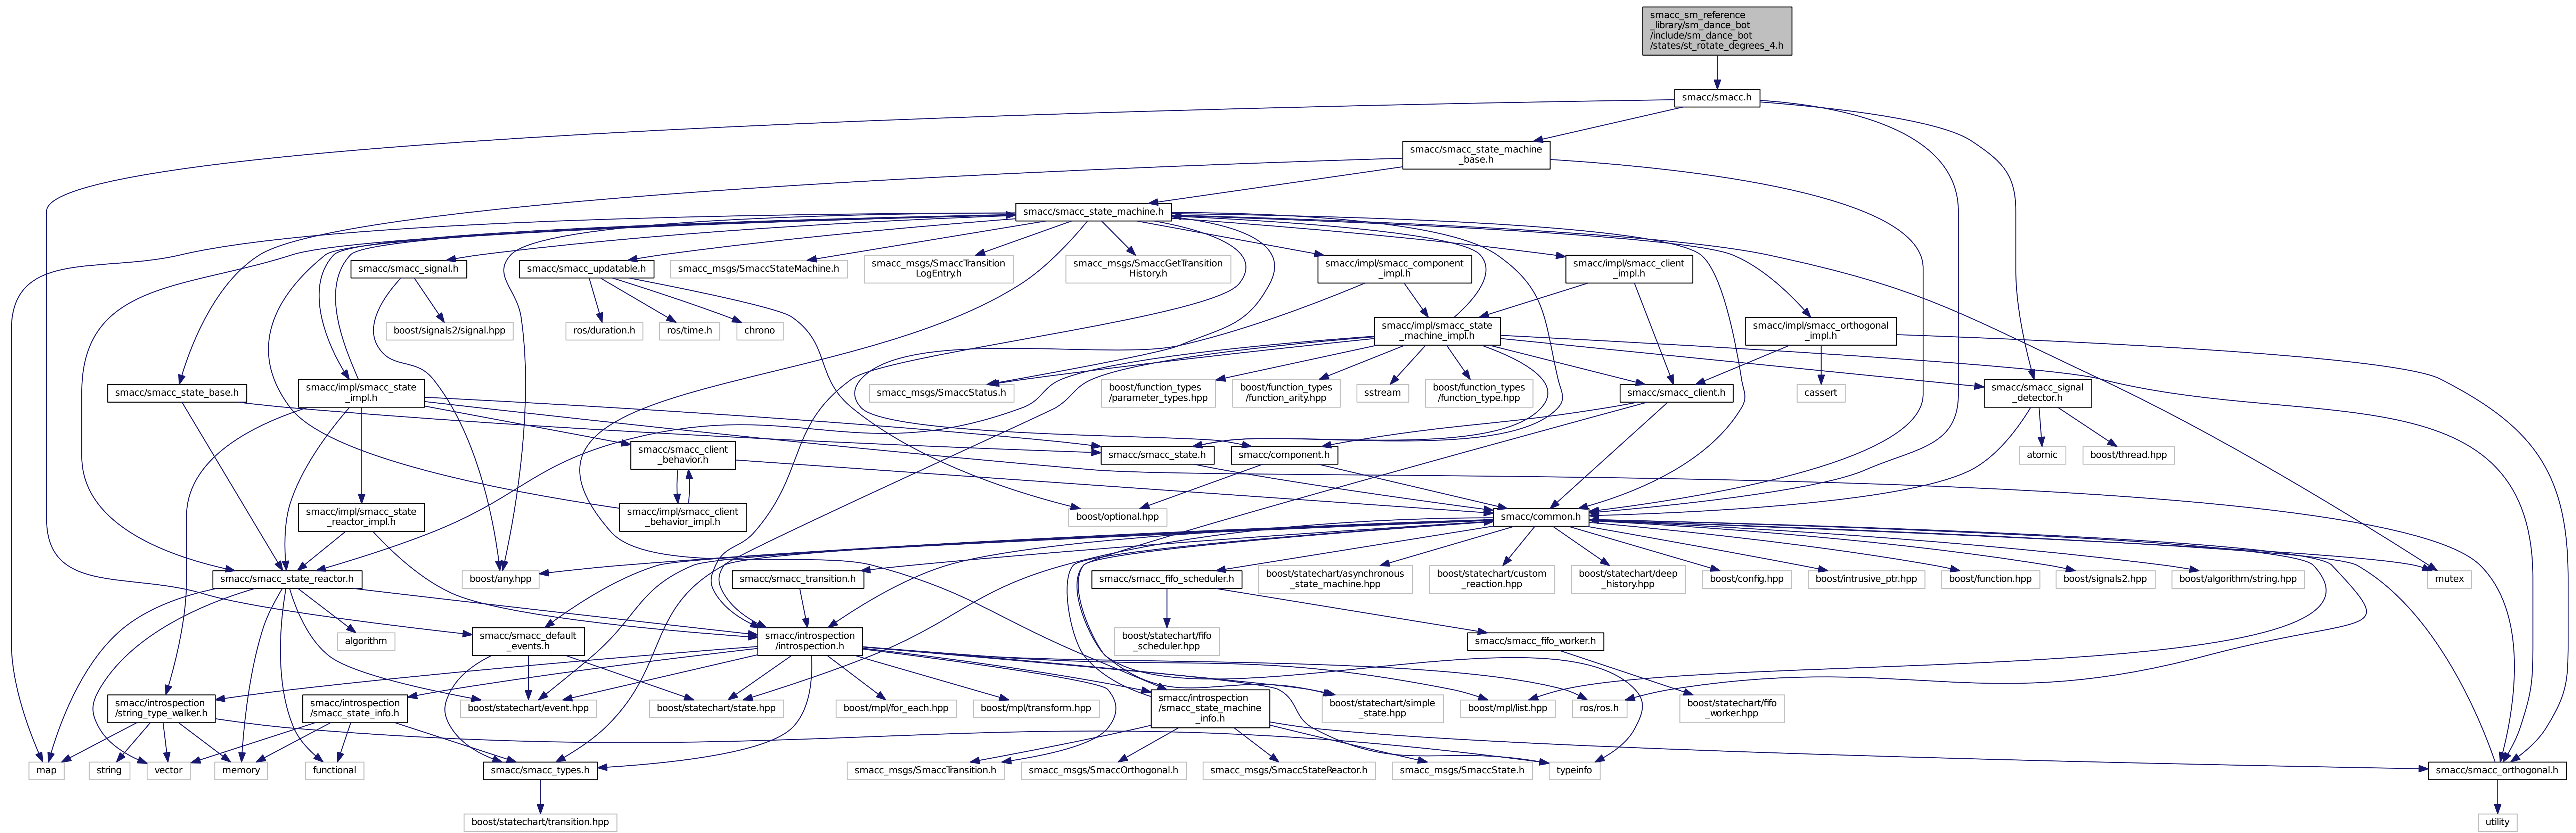 smacc_sm_reference
_library/sm_dance_bot
/include/sm_dance_bot
/states/st_rotate_degrees_4.h
smacc/smacc.h
smacc/smacc_state_machine
_base.h
smacc/smacc_state_machine.h
smacc/smacc_signal.h
smacc/smacc_updatable.h
smacc_msgs/SmaccStateMachine.h
smacc_msgs/SmaccTransition
LogEntry.h
smacc_msgs/SmaccGetTransition
History.h
smacc/impl/smacc_component
_impl.h
smacc/impl/smacc_client
_impl.h
boost/signals2/signal.hpp
ros/duration.h
ros/time.h
chrono
smacc/impl/smacc_state
_machine_impl.h
smacc/impl/smacc_orthogonal
_impl.h
smacc/smacc_state_base.h
smacc/impl/smacc_state
_impl.h
smacc_msgs/SmaccStatus.h
boost/function_types
/parameter_types.hpp
boost/function_types
/function_arity.hpp
sstream
boost/function_types
/function_type.hpp
smacc/smacc_client.h
cassert
smacc/smacc_signal
_detector.h
smacc/smacc_client
_behavior.h
smacc/smacc_state.h
smacc/component.h
atomic
boost/thread.hpp
smacc/impl/smacc_state
_reactor_impl.h
smacc/impl/smacc_client
_behavior_impl.h
boost/optional.hpp
smacc/common.h
smacc/smacc_state_reactor.h
boost/any.hpp
smacc/smacc_transition.h
smacc/smacc_fifo_scheduler.h
boost/statechart/asynchronous
_state_machine.hpp
boost/statechart/custom
_reaction.hpp
boost/statechart/deep
_history.hpp
boost/config.hpp
boost/intrusive_ptr.hpp
boost/function.hpp
boost/signals2.hpp
boost/algorithm/string.hpp
mutex
algorithm
smacc/smacc_default
_events.h
smacc/introspection
/introspection.h
boost/statechart/fifo
_scheduler.hpp
smacc/smacc_fifo_worker.h
smacc/introspection
/string_type_walker.h
smacc/introspection
/smacc_state_info.h
boost/statechart/event.hpp
boost/statechart/state.hpp
boost/mpl/for_each.hpp
boost/mpl/transform.hpp
smacc/introspection
/smacc_state_machine
_info.h
boost/statechart/simple
_state.hpp
boost/mpl/list.hpp
ros/ros.h
boost/statechart/fifo
_worker.hpp
map
string
vector
memory
functional
smacc/smacc_types.h
smacc_msgs/SmaccTransition.h
smacc_msgs/SmaccOrthogonal.h
smacc_msgs/SmaccStateReactor.h
smacc_msgs/SmaccState.h
typeinfo
smacc/smacc_orthogonal.h
boost/statechart/transition.hpp
utility